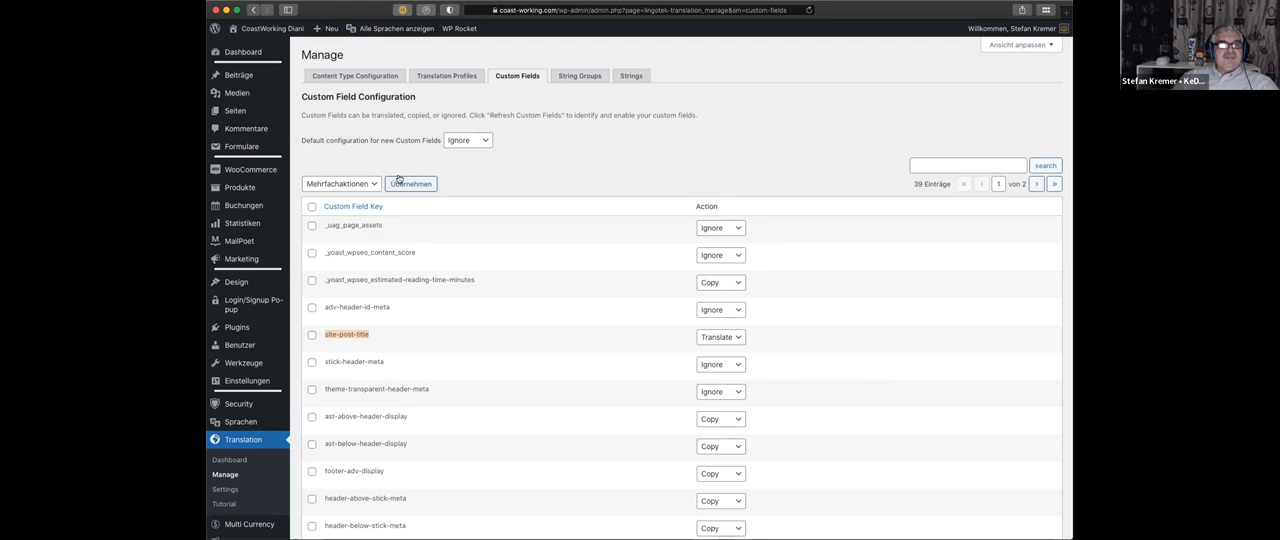 coast-working.com/wp-admin/admin.php?page=lingotek-translation_manage&sm=custom-fields
CoastWorking Diani
Neu
Alle Sprachen anzeigen
WP Rocket
Willkommen, Stefan Kremer
Ansicht anpassen
Stefan Kremer • KeD...
Dashboard
Beiträge
Medien
Seiten
Kommentare
Formulare
WooCommerce
Produkte
Buchungen
Statistiken
MailPoet
Marketing
Design
Login/Signup Po-
pup
Plugins
Benutzer
Werkzeuge
Einstellungen
Security
Sprachen
Translation
Dashboard
Manage
Settings
Tutorial
Multi Currency
Manage
Content Type Configuration
Translation Profiles
Custom Fields
String Groups
Strings
Custom Field Configuration
Custom Fields can be translated, copied, or ignored. Click "Refresh Custom Fields" to identify and enable your custom fields.
Default configuration for new Custom Fields Ignore
search
Mehrfachaktionen Übernehmen
39 Einträge « ‹ 1 von 2 › »
Custom Field Key Action
_uag_page_assets Ignore
_yoast_wpseo_content_score Ignore
_yoast_wpseo_estimated-reading-time-minutes Copy
adv-header-id-meta Ignore
site-post-title Translate
stick-header-meta Ignore
theme-transparent-header-meta Ignore
ast-above-header-display Copy
ast-below-header-display Copy
footer-adv-display Copy
header-above-stick-meta Copy
header-below-stick-meta Copy